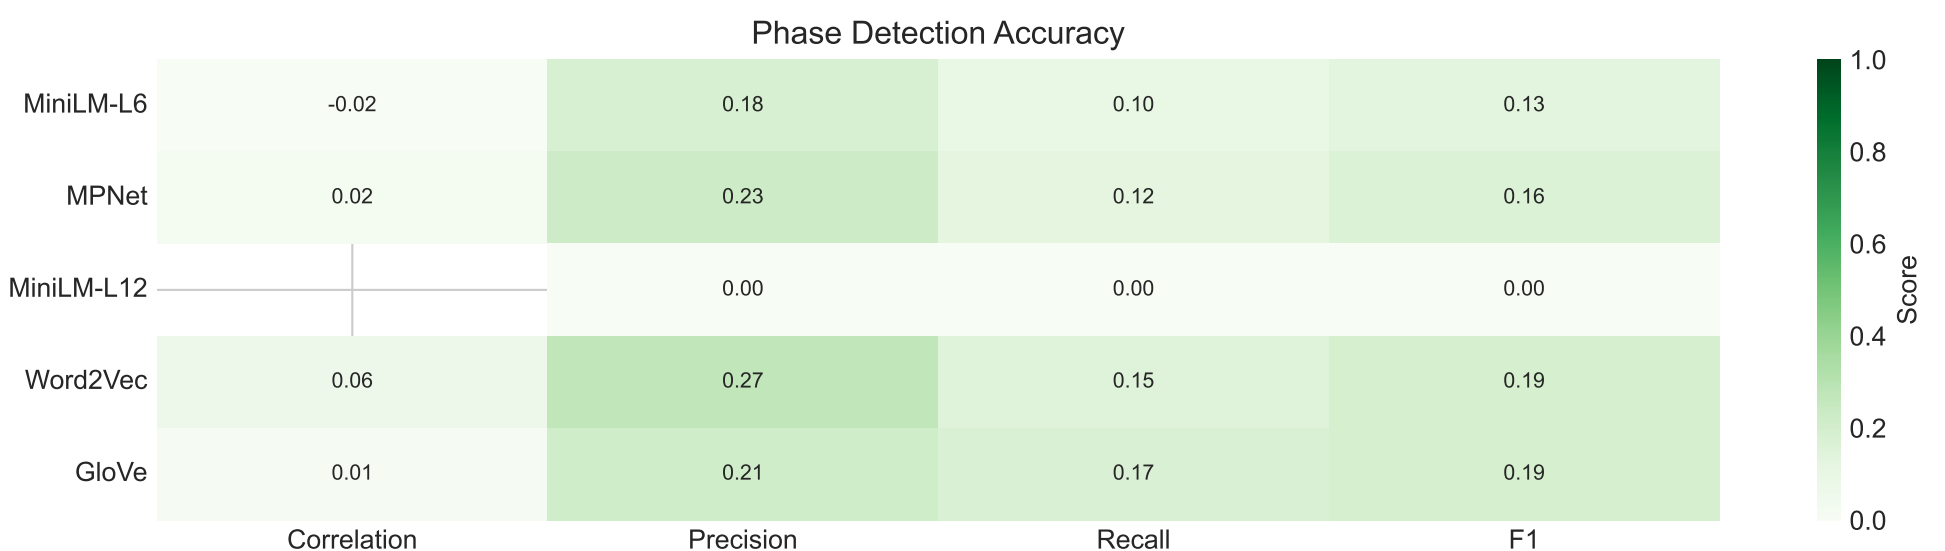 Phase Detection Accuracy
MiniLM-L6 -0.02 0.18 0.10 0.13
MPNet 0.02 0.23 0.12 0.16
MiniLM-L12 0.00 0.00 0.00
Word2Vec 0.06 0.27 0.15 0.19
GloVe 0.01 0.21 0.17 0.19
Correlation Precision Recall F1
1.0
0.8
0.6
0.4
0.2
0.0
Score